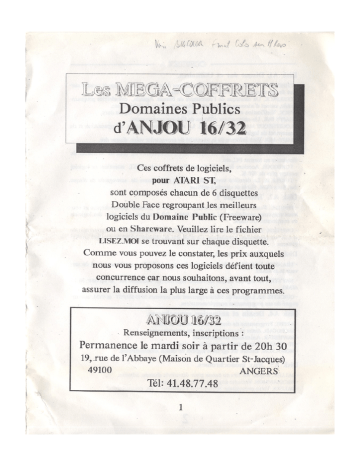 Les MEGA-COFFRETS
Domaines Publics
d'ANJOU 16/32
Ces coffrets de logiciels,
pour ATARI ST,
sont composés chacun de 6 disquettes
Double Face regroupant les meilleurs
logiciels du Domaine Public (Freeware)
ou en Shareware. Veuillez lire le fichier
LISEZ.MOI se trouvant sur chaque disquette.
Comme vous pouvez le constater, les prix auxquels
nous vous proposons ces logiciels défient toute
concurrence car nous souhaitons, avant tout,
assurer la diffusion la plus large à ces programmes.
ANJOU 16/32
Renseignements, inscriptions :
Permanence le mardi soir à partir de 20h 30
19, rue de l'Abbaye (Maison de Quartier St-Jacques)
49100 ANGERS
Tél: 41.48.77.48
1